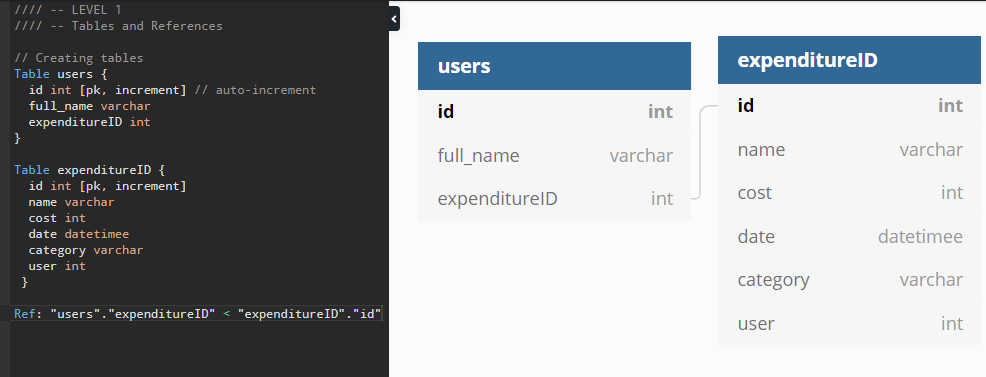 //// -- LEVEL 1
//// -- Tables and References
// Creating tables
Table users {
id int [pk, increment] // auto-increment
full_name varchar
expenditureID int
}
Table expenditureID {
id int [pk, increment]
name varchar
cost int
date datetimee
category varchar
user int
}
Ref: "users"."expenditureID" < "expenditureID"."id"
users
id int
full_name varchar
expenditureID int
expenditureID
id int
name varchar
cost int
date datetimee
category varchar
user int